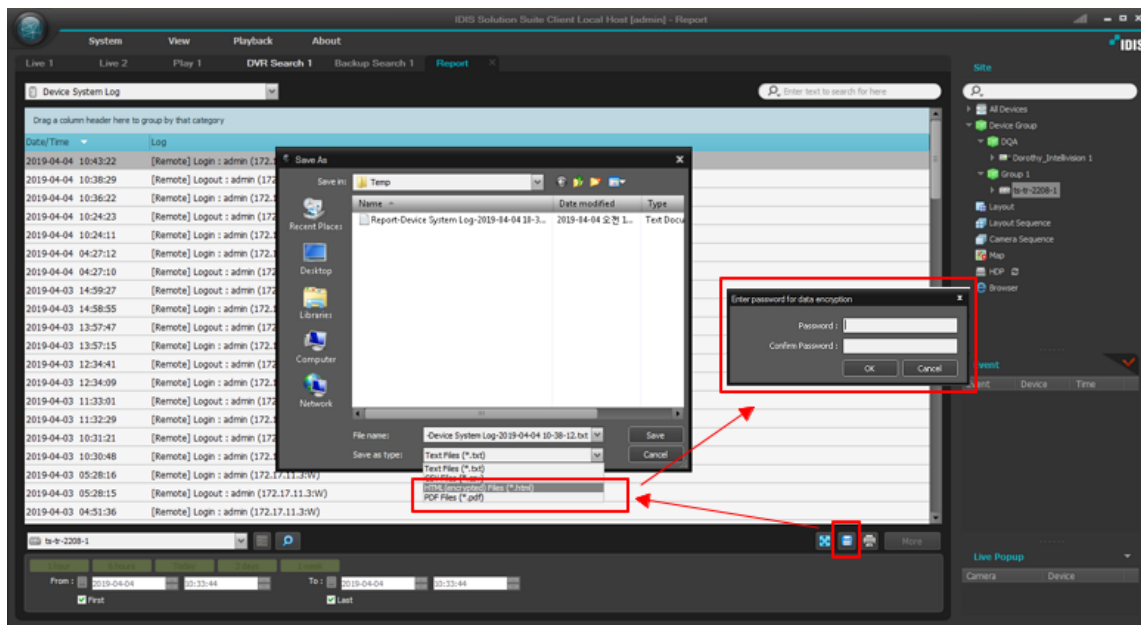 IDIS Solution Suite Client Local Host [admin] - Report
System View Playback About
IDIS
Live 1 Live 2 Play 1 DVR Search 1 Backup Search 1 Report
Device System Log
Enter text to search for here
Drag a column header here to group by that category
Date/Time Log
2019-04-04 10:43:22 [Remote] Login : admin (172.1
2019-04-04 10:38:29 [Remote] Logout : admin (172
2019-04-04 10:36:22 [Remote] Login : admin (172.1
2019-04-04 10:24:23 [Remote] Logout : admin (172
2019-04-04 10:24:11 [Remote] Login : admin (172.1
2019-04-04 04:27:12 [Remote] Login : admin (172.1
2019-04-04 04:27:10 [Remote] Logout : admin (172
2019-04-03 14:59:27 [Remote] Logout : admin (172
2019-04-03 14:58:55 [Remote] Login : admin (172.1
2019-04-03 13:57:47 [Remote] Logout : admin (172
2019-04-03 13:57:15 [Remote] Login : admin (172.1
2019-04-03 12:34:41 [Remote] Logout : admin (172
2019-04-03 12:34:09 [Remote] Login : admin (172.1
2019-04-03 11:33:01 [Remote] Logout : admin (172
2019-04-03 11:32:29 [Remote] Login : admin (172.1
2019-04-03 10:31:21 [Remote] Logout : admin (172
2019-04-03 10:30:48 [Remote] Login : admin (172.1
2019-04-03 05:28:16 [Remote] Login : admin (172.17.11.3:W)
2019-04-03 05:28:15 [Remote] Logout : admin (172.17.11.3:W)
2019-04-03 04:51:36 [Remote] Login : admin (172.17.11.3:W)
Save As
Save in: Temp
Name Date modified Type
Report-Device System Log-2019-04-04 10-3... 2019-04-04 오전 1... Text Docu
Recent Places
Desktop
Libraries
Computer
Network
File name: -Device System Log-2019-04-04 10-38-12.txt Save
Save as type: Text Files (*.txt) Cancel
Text Files (*.txt)
CSV Files (*.csv)
HTML(encrypted) Files (*.html)
PDF Files (*.pdf)
Enter password for data encryption
Password :
Confirm Password :
OK Cancel
Site
All Devices
Device Group
DQA
Dorothy_Intellivision 1
Group 1
ts-tr-2208-1
Layout
Layout Sequence
Camera Sequence
Map
HDP
Browser
Event
Event Device Time
ts-tr-2208-1 More
1 hour 6 hours Today 2 days 1 week
From : 2019-04-04 10:33:44 To : 2019-04-04 10:33:44
First Last
Live Popup
Camera Device